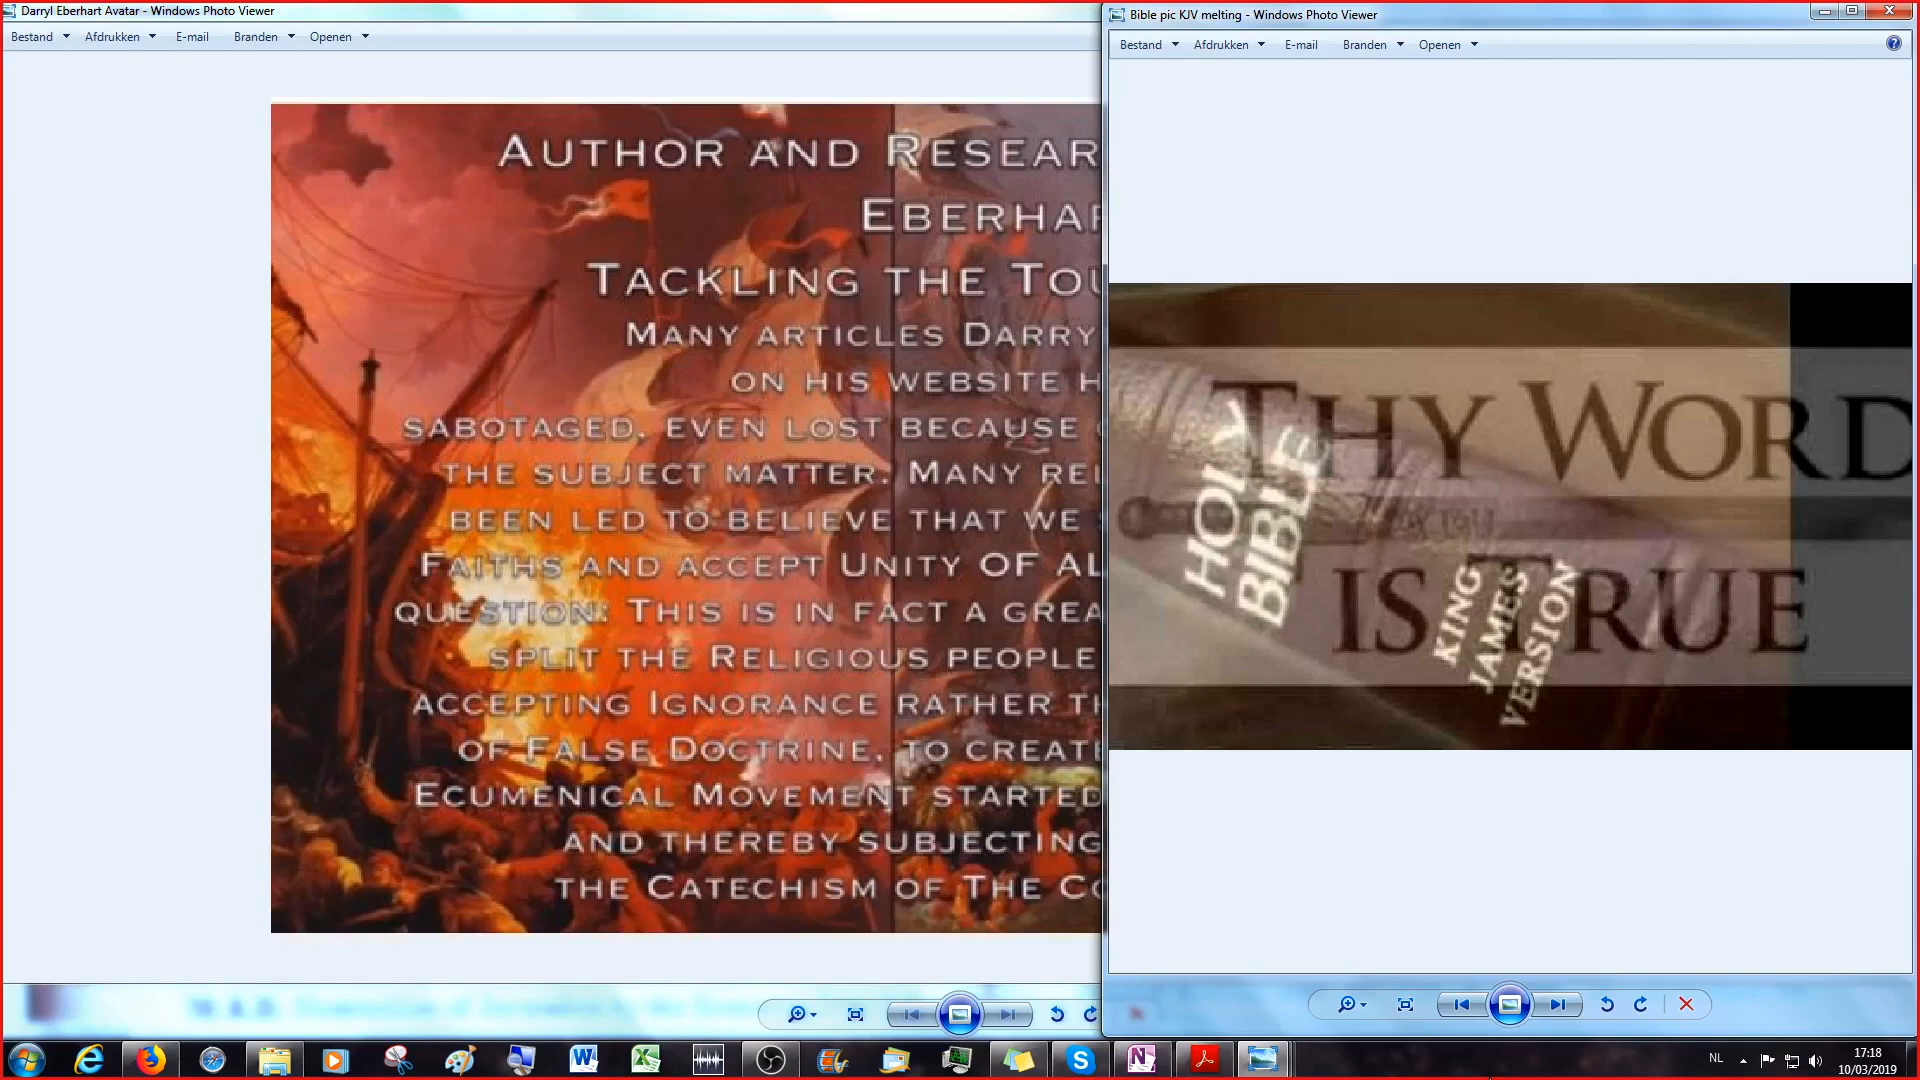 Darryl Eberhart Avatar - Windows Photo Viewer
Bestand Afdrukken E-mail Branden Openen
AUTHOR AND RESEAR
EBERHAR
TACKLING THE TOU
MANY ARTICLES DARRY
ON HIS WEBSITE H
SABOTAGED, EVEN LOST BECAUSE
THE SUBJECT MATTER. MANY REL
BEEN LED TO BELIEVE THAT WE
FAITHS AND ACCEPT UNITY OF AL
QUESTION: THIS IS IN FACT A GREA
SPLIT THE RELIGIOUS PEOPLE
ACCEPTING IGNORANCE RATHER TH
OF FALSE DOCTRINE, TO CREATE
ECUMENICAL MOVEMENT STARTED
AND THEREBY SUBJECTING
THE CATECHISM OF THE CO
Bible pic KJV melting - Windows Photo Viewer
Bestand Afdrukken E-mail Branden Openen
THY WORD
IS TRUE
HOLY
BIBLE
KING
JAMES
VERSION
NL
17:18
10/03/2019